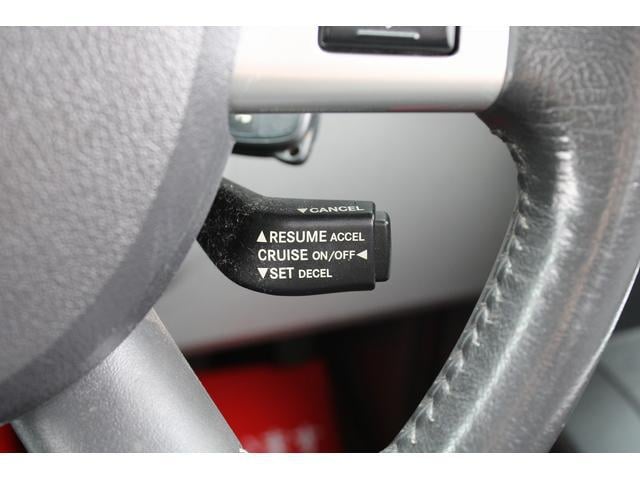 ▼CANCEL
▲RESUME ACCEL
CRUISE ON/OFF◄
▼SET DECEL